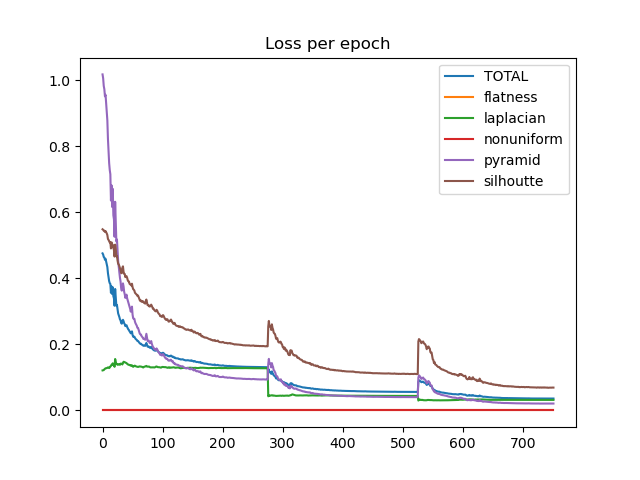 Loss per epoch
TOTAL
flatness
laplacian
nonuniform
pyramid
silhoutte
1.0
0.8
0.6
0.4
0.2
0.0
0 100 200 300 400 500 600 700